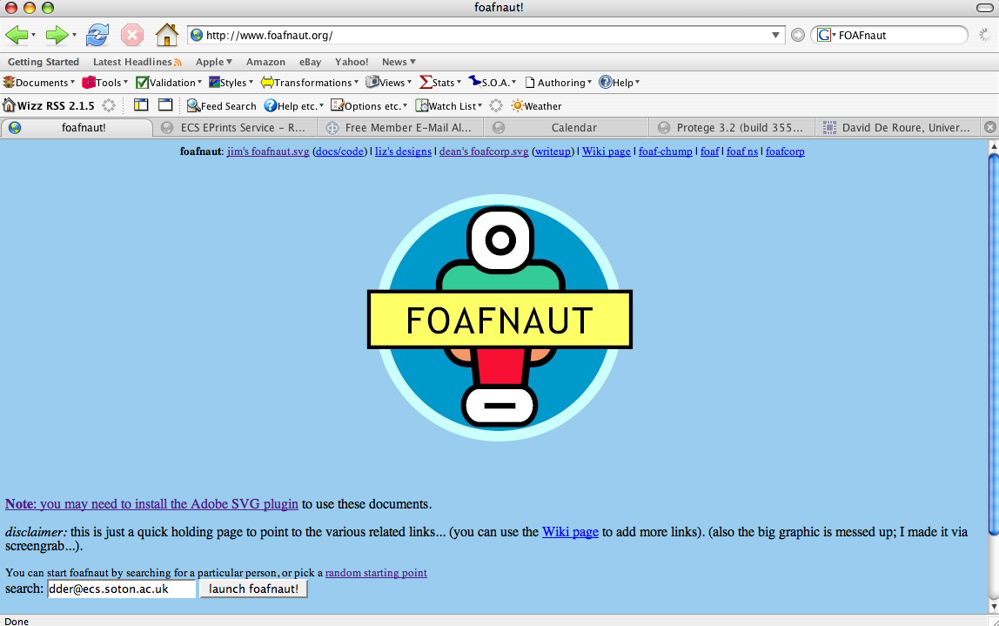 foafnaut!
http://www.foafnaut.org/
G FOAFnaut
Getting Started Latest Headlines Apple Amazon eBay Yahoo! News
Documents Tools Validation Styles Transformations Views Stats S.O.A. Authoring Help
Wizz RSS 2.1.5 Feed Search Help etc. Options etc. Watch List Weather
foafnaut! ECS EPrints Service – R... Free Member E-Mail Al... Calendar Protege 3.2 (build 355... David De Roure, Univer...
foafnaut: jim's foafnaut.svg (docs/code) | liz's designs | dean's foafcorp.svg (writeup) | Wiki page | foaf-chump | foaf | foaf ns | foafcorp
FOAFNAUT
Note: you may need to install the Adobe SVG plugin to use these documents.
disclaimer: this is just a quick holding page to point to the various related links... (you can use the Wiki page to add more links). (also the big graphic is messed up; I made it via
screengrab...).
You can start foafnaut by searching for a particular person, or pick a random starting point
search: dder@ecs.soton.ac.uk launch foafnaut!
Done